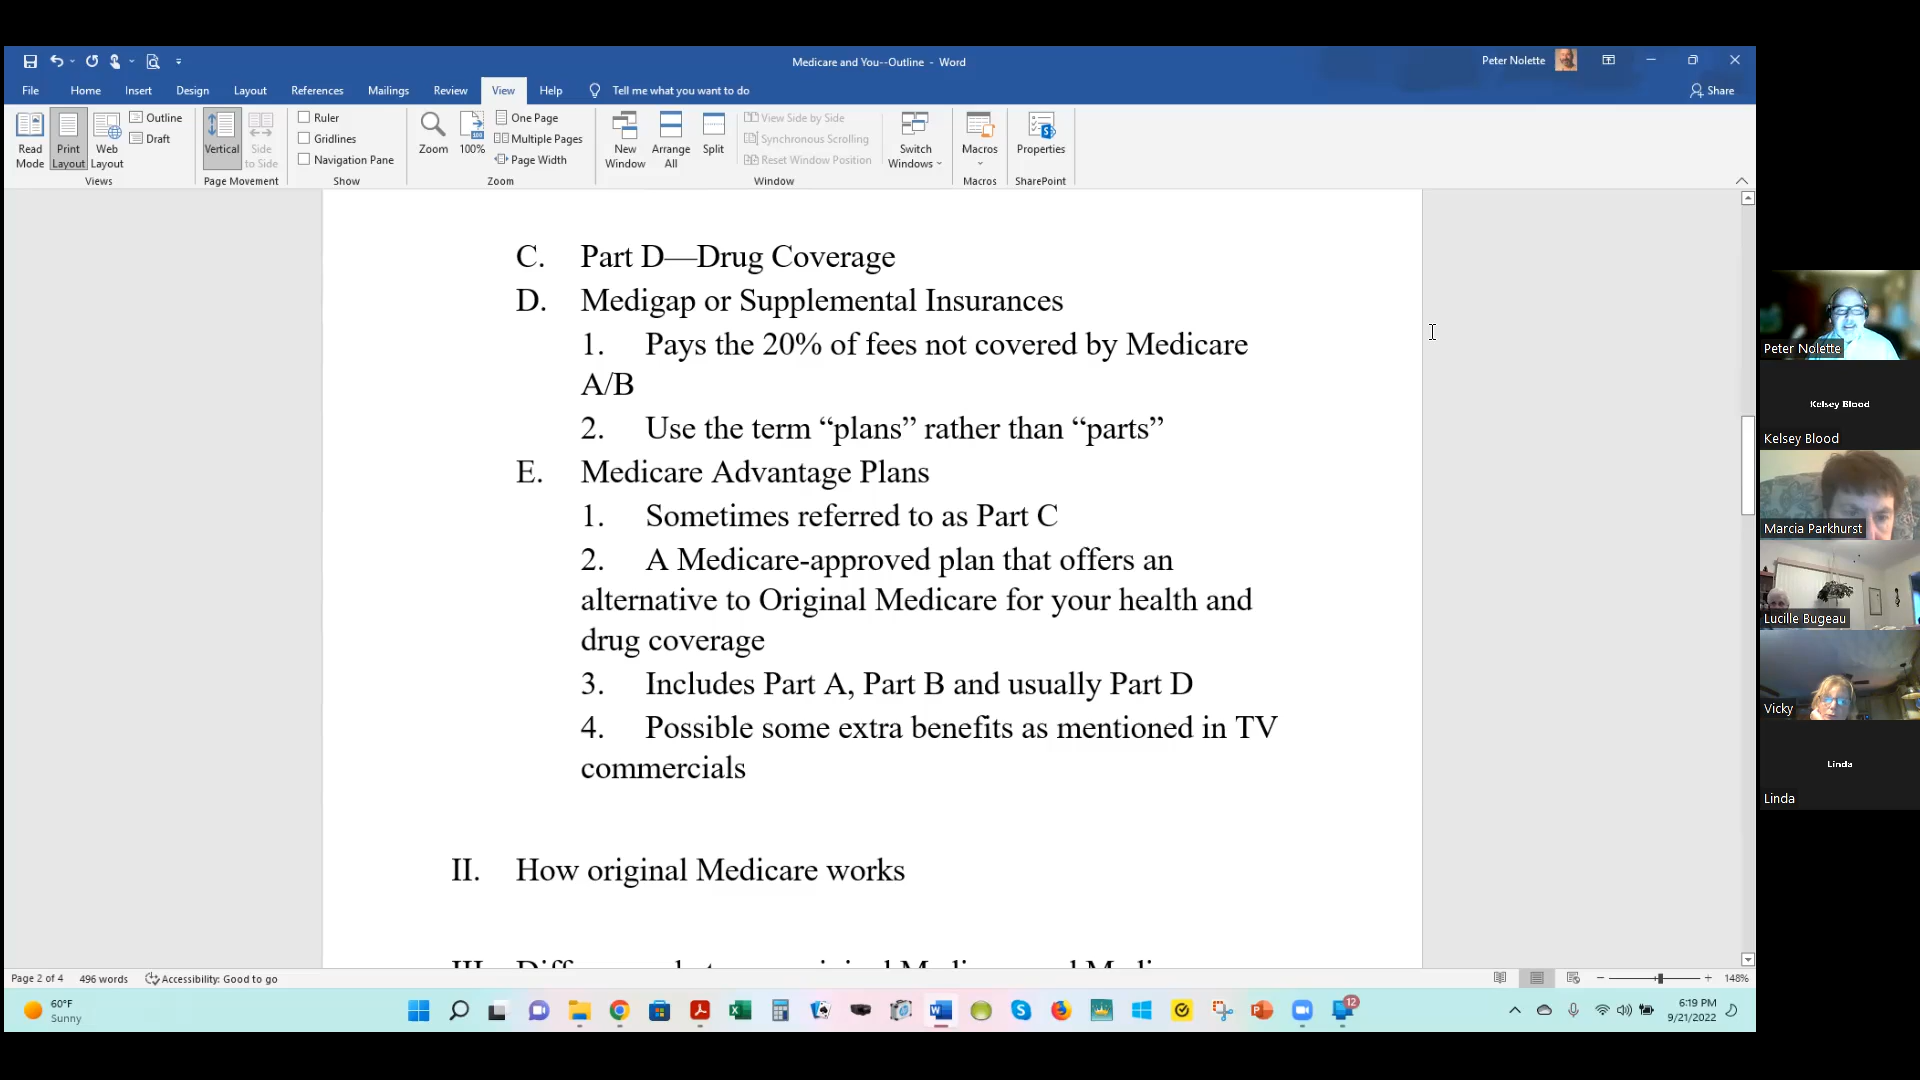 Medicare and You--Outline - Word
Peter Nolette
File Home Insert Design Layout References Mailings Review View Help Tell me what you want to do
Share
Read Mode
Print Layout
Web Layout
Outline
Draft
Views
Vertical
Side to Side
Page Movement
Ruler
Gridlines
Navigation Pane
Show
Zoom
100%
One Page
Multiple Pages
Page Width
Zoom
New Window
Arrange All
Split
View Side by Side
Synchronous Scrolling
Reset Window Position
Window
Switch Windows
Macros
Macros
Properties
SharePoint
C. Part D—Drug Coverage
D. Medigap or Supplemental Insurances
1. Pays the 20% of fees not covered by Medicare
A/B
2. Use the term “plans” rather than “parts”
E. Medicare Advantage Plans
1. Sometimes referred to as Part C
2. A Medicare-approved plan that offers an
alternative to Original Medicare for your health and
drug coverage
3. Includes Part A, Part B and usually Part D
4. Possible some extra benefits as mentioned in TV
commercials
II. How original Medicare works
Peter Nolette
Kelsey Blood
Kelsey Blood
Marcia Parkhurst
Lucille Bugeau
Vicky
Linda
Linda
Page 2 of 4 496 words Accessibility: Good to go
148%
60°F
Sunny
12
6:19 PM
9/21/2022